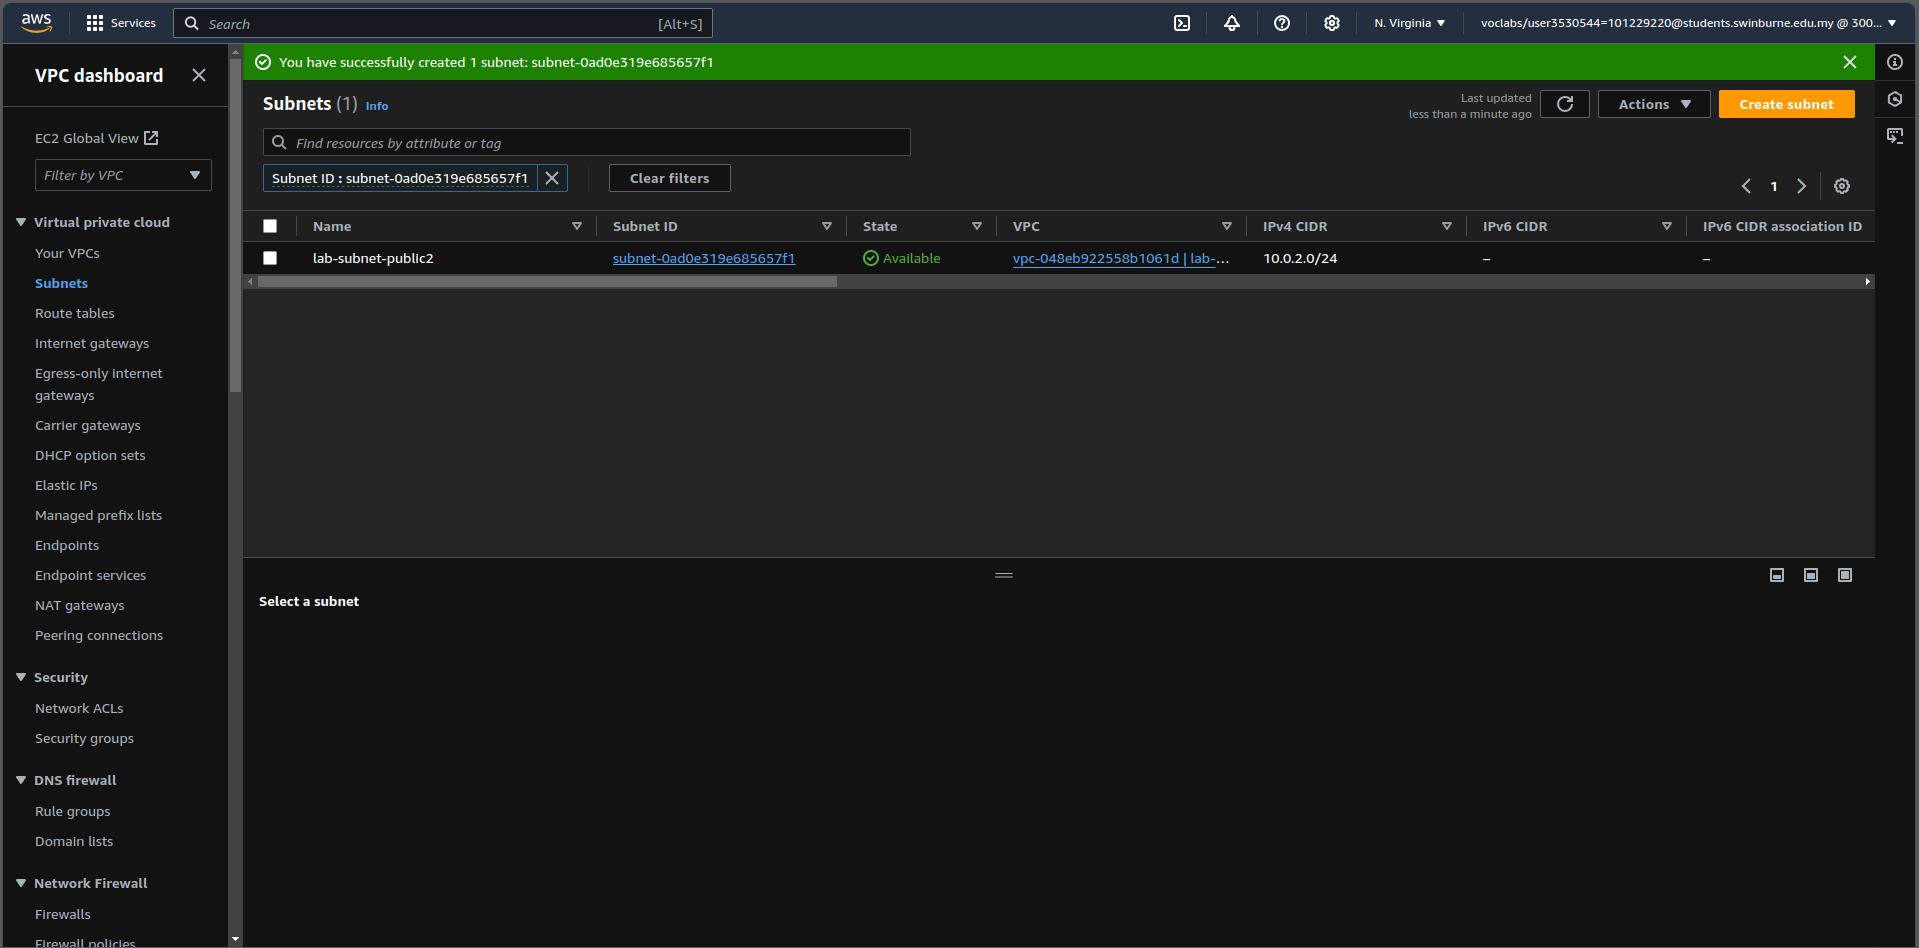 aws
Services
Search
[Alt+S]
N. Virginia
voclabs/user3530544=101229220@students.swinburne.edu.my @ 300...
VPC dashboard
EC2 Global View
Filter by VPC
Virtual private cloud
Your VPCs
Subnets
Route tables
Internet gateways
Egress-only internet
gateways
Carrier gateways
DHCP option sets
Elastic IPs
Managed prefix lists
Endpoints
Endpoint services
NAT gateways
Peering connections
Security
Network ACLs
Security groups
DNS firewall
Rule groups
Domain lists
Network Firewall
Firewalls
Firewall policies
You have successfully created 1 subnet: subnet-0ad0e319e685657f1
Subnets (1) Info
Last updated
less than a minute ago
Actions
Create subnet
Find resources by attribute or tag
Subnet ID : subnet-0ad0e319e685657f1
Clear filters
1
Name Subnet ID State VPC IPv4 CIDR IPv6 CIDR IPv6 CIDR association ID
lab-subnet-public2 subnet-0ad0e319e685657f1 Available vpc-048eb922558b1061d | lab-... 10.0.2.0/24 – –
Select a subnet